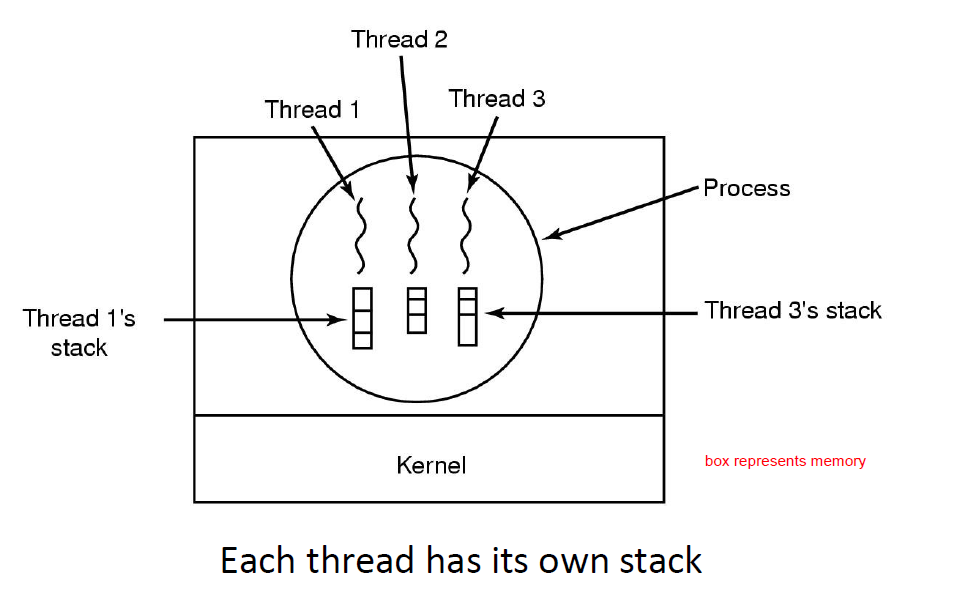 Thread 2
Thread 1
Thread 3
Process
Thread 1's
stack
Thread 3's stack
Kernel
box represents memory
Each thread has its own stack